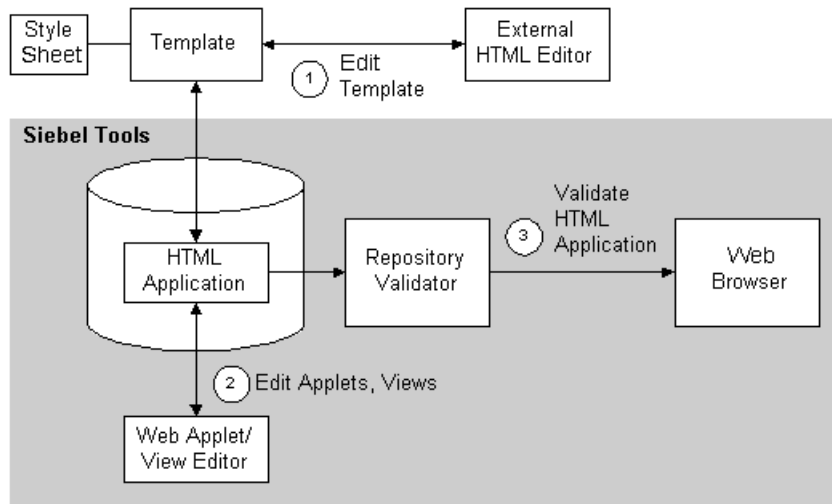 Style
Sheet
Template
External
HTML Editor
1
Edit
Template
Siebel Tools
HTML
Application
Repository
Validator
3
Validate
HTML
Application
Web
Browser
2
Edit Applets, Views
Web Applet/
View Editor